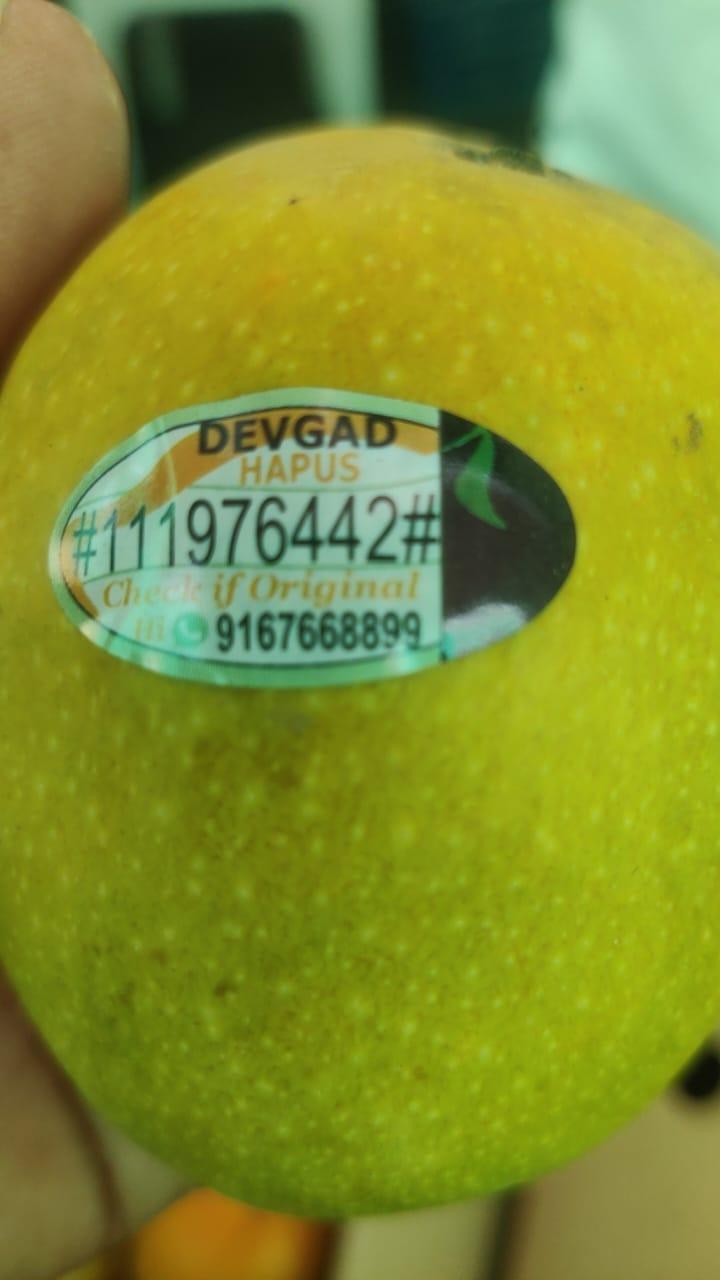 DEVGAD
HAPUS
#111976442#
Check if Original
Hi 9167668899